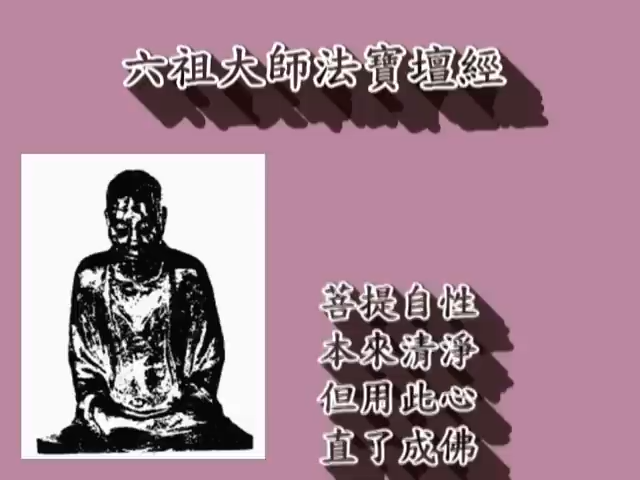 六祖大師法寶壇經
菩提自性
本來清淨
但用此心
直了成佛